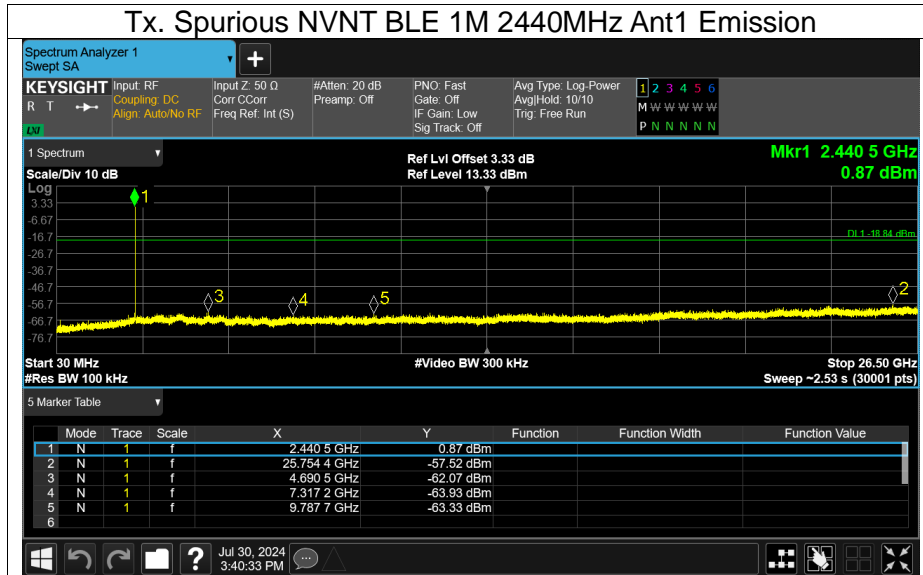 Tx. Spurious NVNT BLE 1M 2440MHz Ant1 Emission
Spectrum Analyzer 1
Swept SA
+
KEYSIGHT
R T
LXI
Input: RF
Coupling: DC
Align: Auto/No RF
Input Z: 50 Ω
Corr CCorr
Freq Ref: Int (S)
#Atten: 20 dB
Preamp: Off
PNO: Fast
Gate: Off
IF Gain: Low
Sig Track: Off
Avg Type: Log-Power
Avg|Hold: 10/10
Trig: Free Run
1 2 3 4 5 6
M W W W W W
P N N N N N
1 Spectrum
Scale/Div 10 dB
Ref Lvl Offset 3.33 dB
Ref Level 13.33 dBm
Mkr1 2.440 5 GHz
0.87 dBm
Log
3.33
-6.67
-16.7
-26.7
-36.7
-46.7
-56.7
-66.7
-76.7
1
3
4
5
2
DL1 -18.84 dBm
Start 30 MHz
#Res BW 100 kHz
#Video BW 300 kHz
Stop 26.50 GHz
Sweep ~2.53 s (30001 pts)
5 Marker Table
Mode Trace Scale X Y Function Function Width Function Value
1 N 1 f 2.440 5 GHz 0.87 dBm
2 N 1 f 25.754 4 GHz -57.52 dBm
3 N 1 f 4.690 5 GHz -62.07 dBm
4 N 1 f 7.317 2 GHz -63.93 dBm
5 N 1 f 9.787 7 GHz -63.33 dBm
6
?
Jul 30, 2024
3:40:33 PM